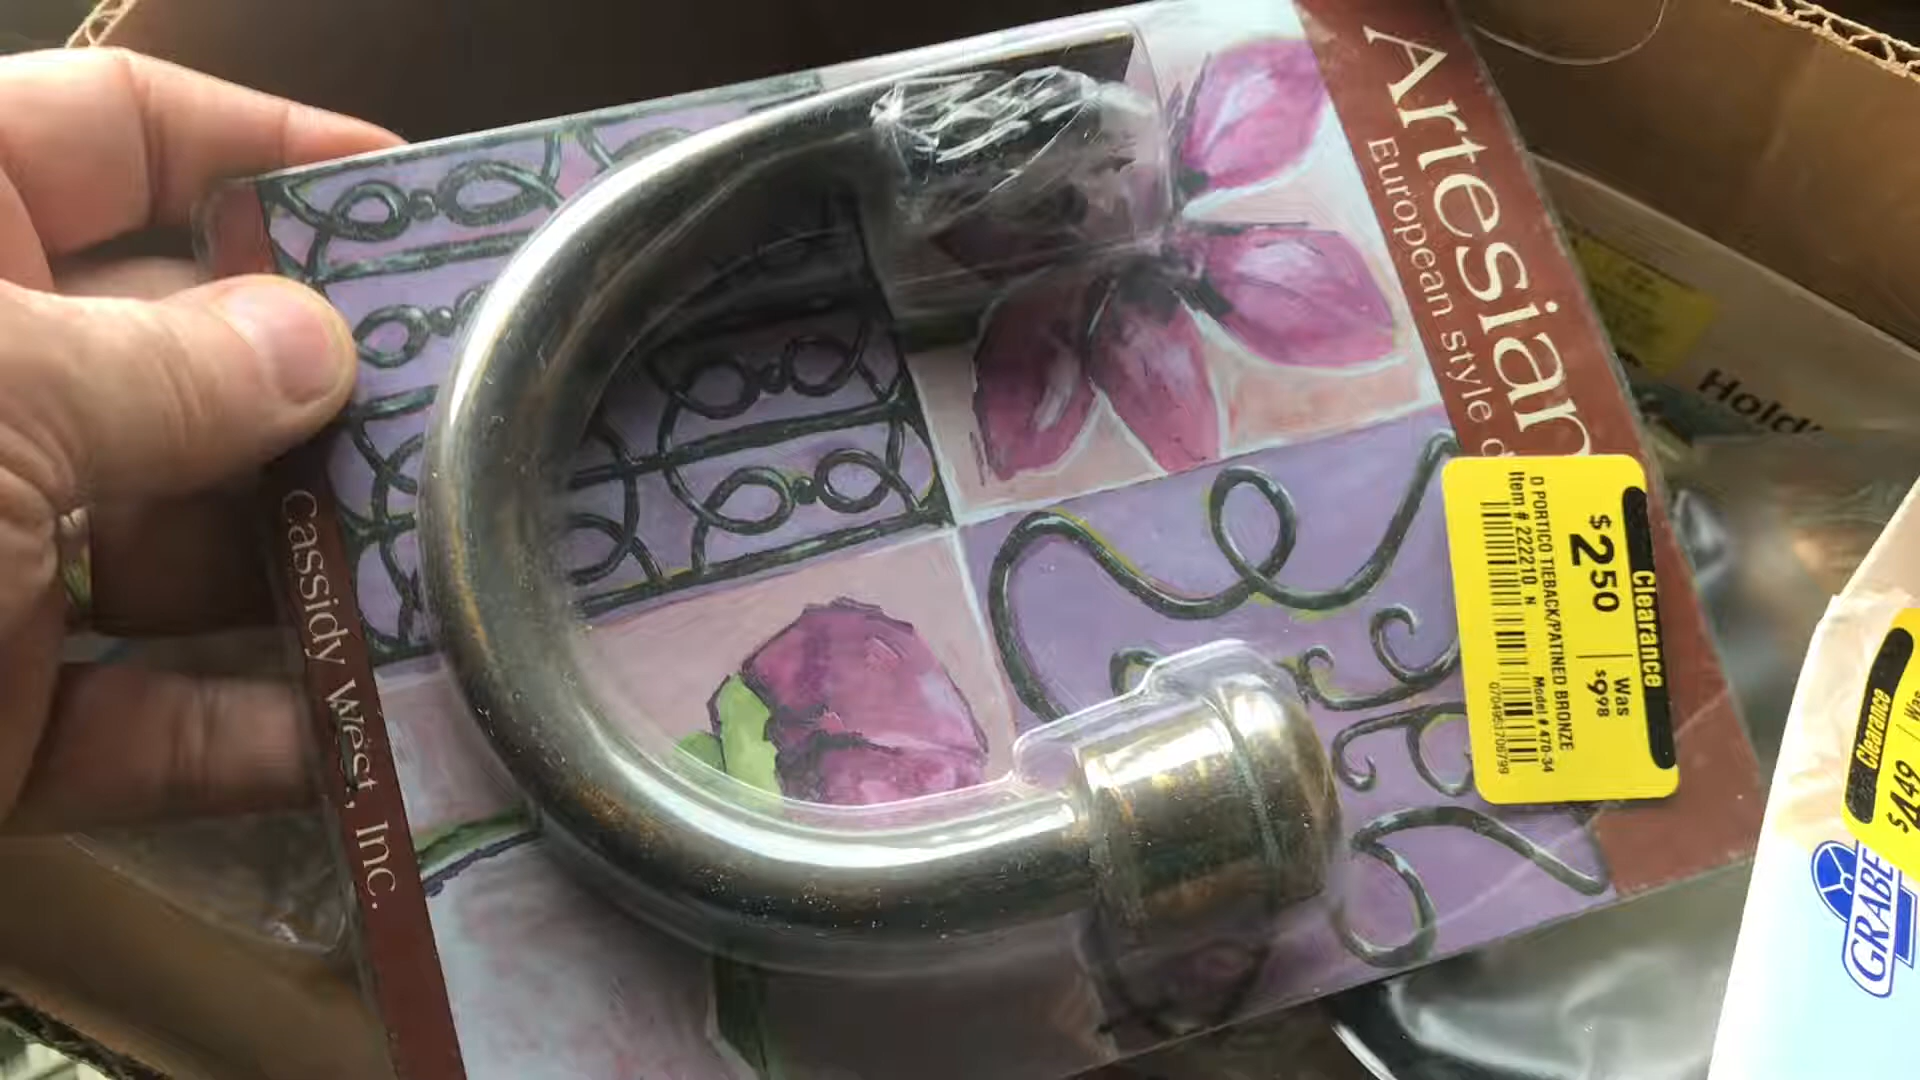 Artesian
European style d
Cassidy West, Inc.
Clearance
$2.50
Was
$9.98
D PORTICO TIEBACK/PATINED BRONZE
Item # 222210 N
Model # 470-34
Hold
Clearance
Was
$4.49
GRABE